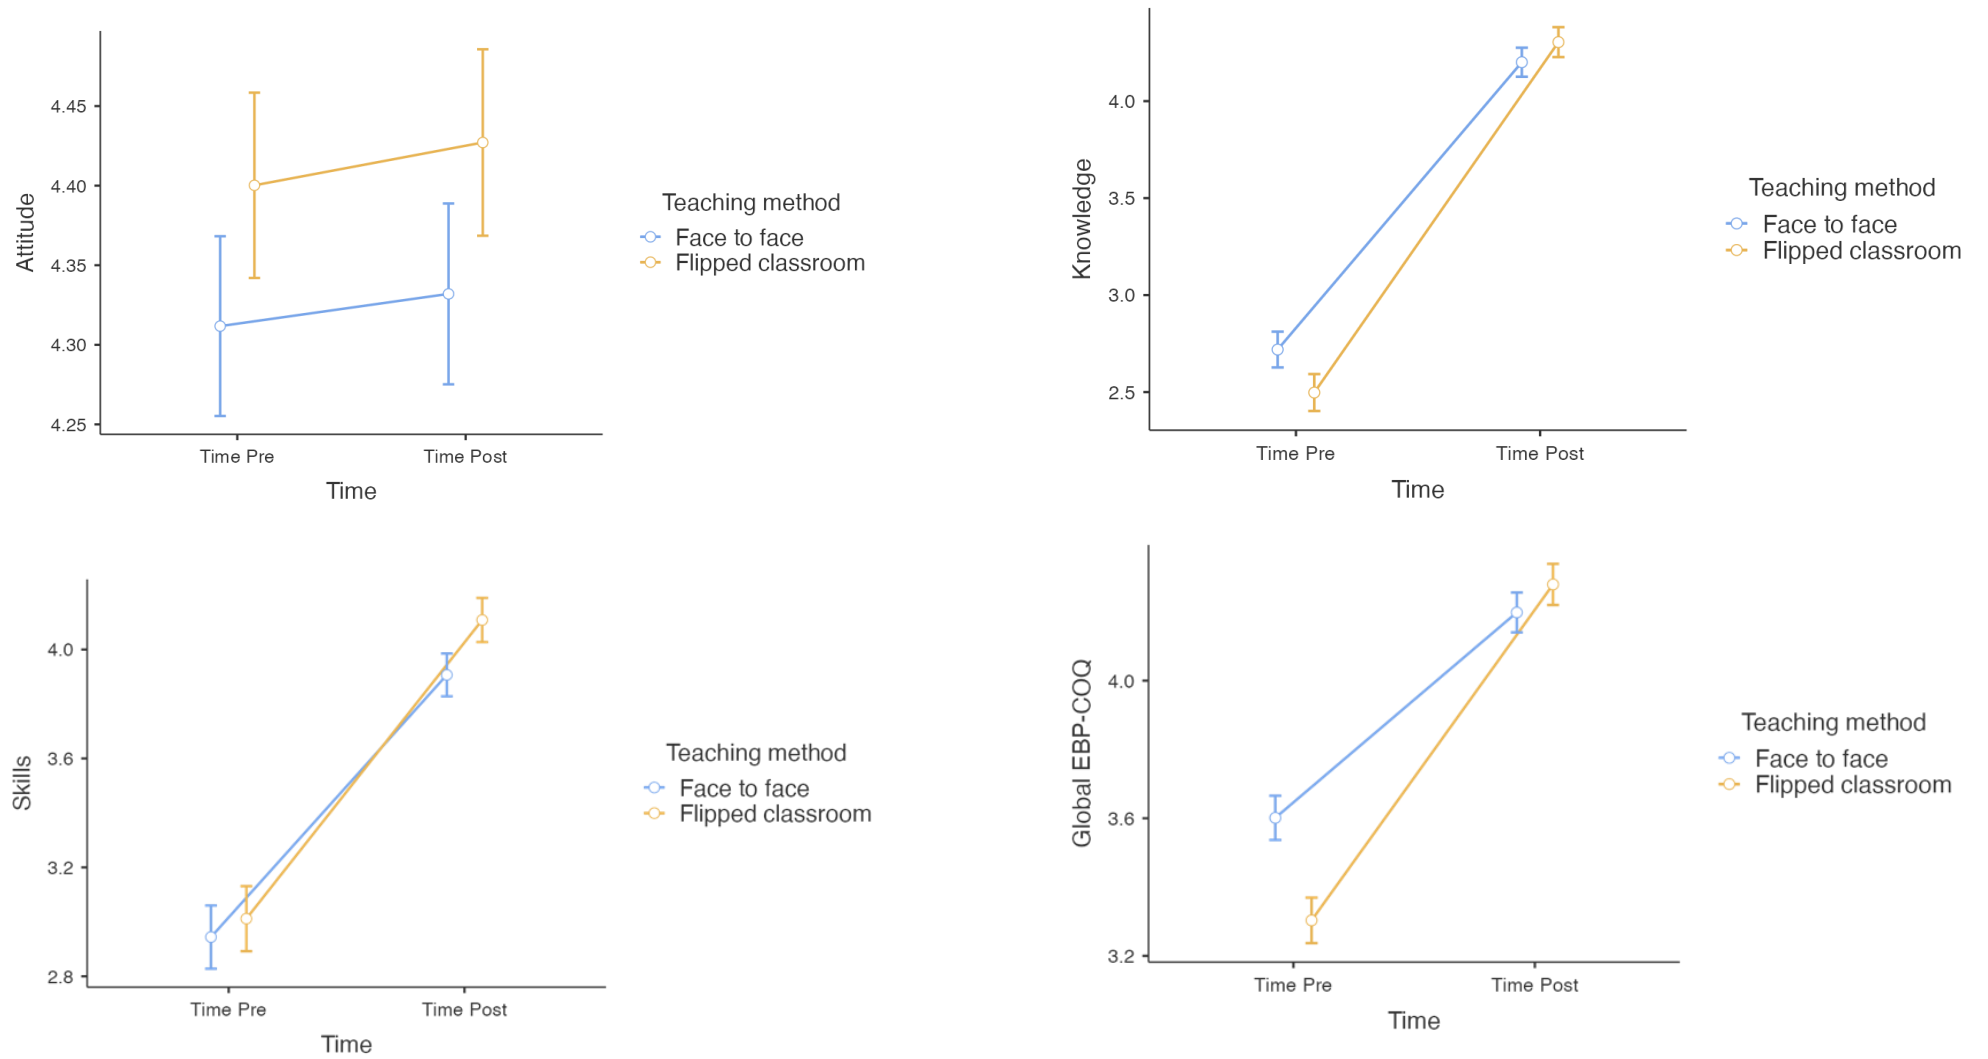 Attitude
4.45
4.40
4.35
4.30
4.25
Time Pre
Time Post
Time
Teaching method
Face to face
Flipped classroom
Knowledge
4.0
3.5
3.0
2.5
Time Pre
Time Post
Time
Teaching method
Face to face
Flipped classroom
Skills
4.0
3.6
3.2
2.8
Time Pre
Time Post
Time
Teaching method
Face to face
Flipped classroom
Global EBP-COQ
4.0
3.6
3.2
Time Pre
Time Post
Time
Teaching method
Face to face
Flipped classroom